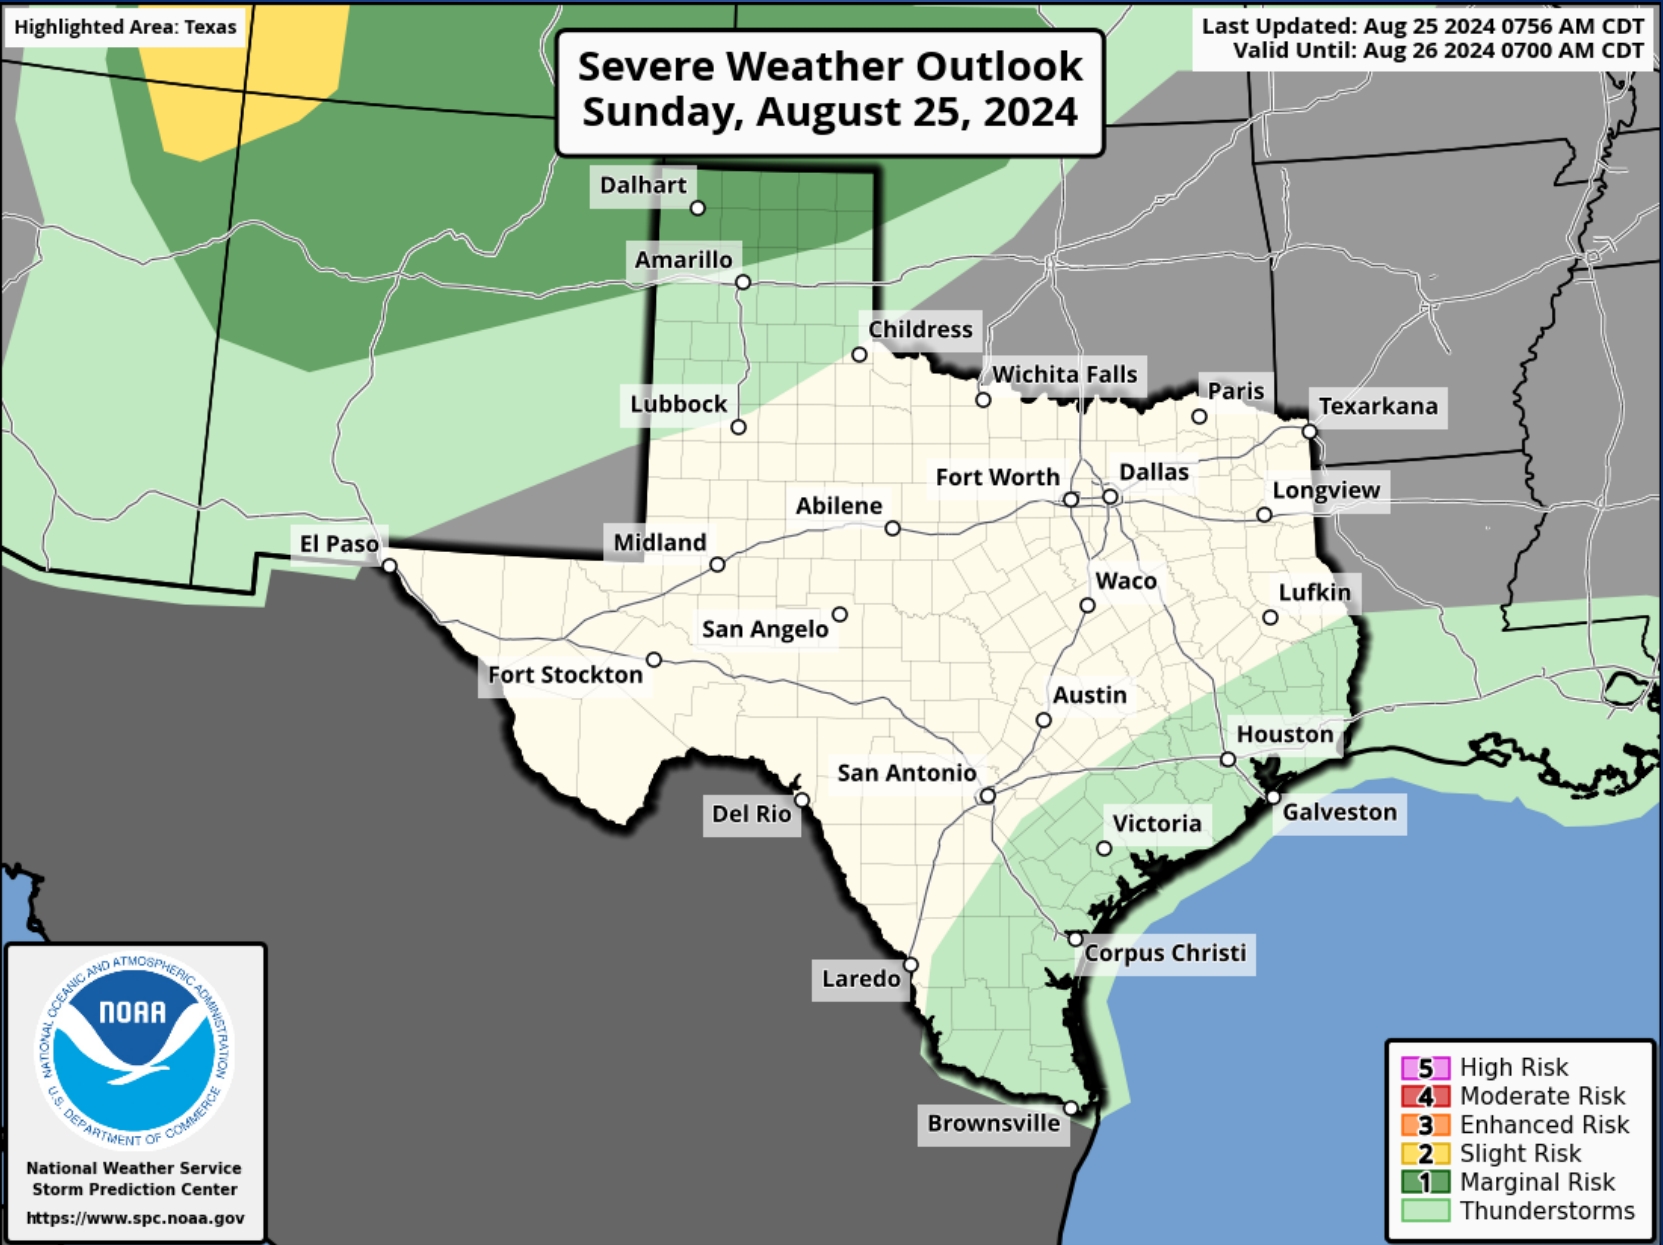 Highlighted Area: Texas
Last Updated: Aug 25 2024 0756 AM CDT
Valid Until: Aug 26 2024 0700 AM CDT
Severe Weather Outlook
Sunday, August 25, 2024
Dalhart
Amarillo
Childress
Wichita Falls
Paris
Texarkana
Lubbock
Fort Worth
Dallas
Longview
Abilene
El Paso
Midland
Waco
Lufkin
San Angelo
Fort Stockton
Austin
Houston
San Antonio
Del Rio
Galveston
Victoria
Corpus Christi
Laredo
Brownsville
NATIONAL OCEANIC AND ATMOSPHERIC ADMINISTRATION
NOAA
U.S. DEPARTMENT OF COMMERCE
National Weather Service
Storm Prediction Center
https://www.spc.noaa.gov
5 High Risk
4 Moderate Risk
3 Enhanced Risk
2 Slight Risk
1 Marginal Risk
Thunderstorms